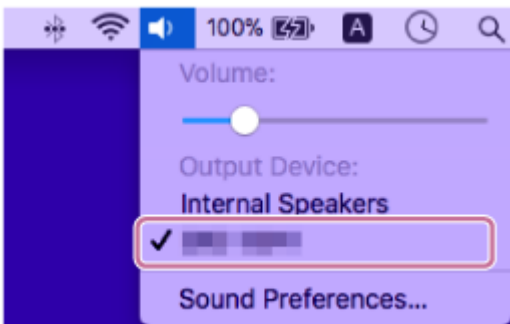 100% A
Volume:
Output Device:
Internal Speakers
Sound Preferences...